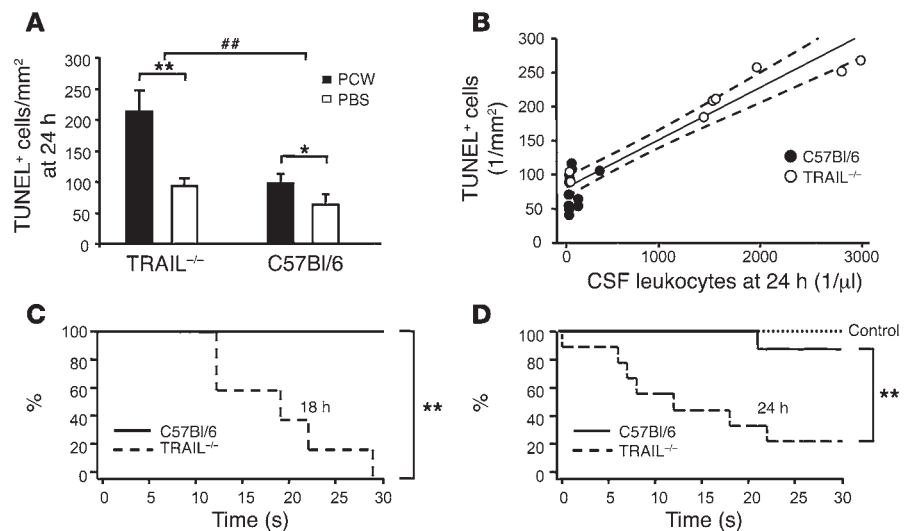 A
TUNEL⁺ cells/mm²
at 24 h
300
250
200
150
100
50
0
##
**
*
PCW
PBS
TRAIL⁻/⁻
C57Bl/6
B
TUNEL⁺ cells
(1/mm²)
300
250
200
150
100
50
0
C57Bl/6
TRAIL⁻/⁻
0 1000 2000 3000
CSF leukocytes at 24 h (1/μl)
C
%
100
80
60
40
20
0
18 h
**
C57Bl/6
TRAIL⁻/⁻
0 5 10 15 20 25 30
Time (s)
D
%
100
80
60
40
20
0
Control
24 h
**
C57Bl/6
TRAIL⁻/⁻
0 5 10 15 20 25 30
Time (s)